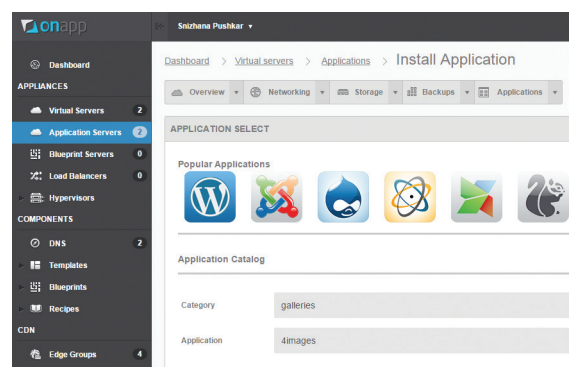 onapp
Snizhana Pushkar
Dashboard
APPLIANCES
Virtual Servers 2
Application Servers 2
Blueprint Servers 0
Load Balancers 0
Hypervisors
COMPONENTS
DNS 2
Templates
Blueprints
Recipes
CDN
Edge Groups 4
Dashboard > Virtual servers > Applications > Install Application
Overview Networking Storage Backups Applications
APPLICATION SELECT
Popular Applications
Application Catalog
Category galleries
Application 4images